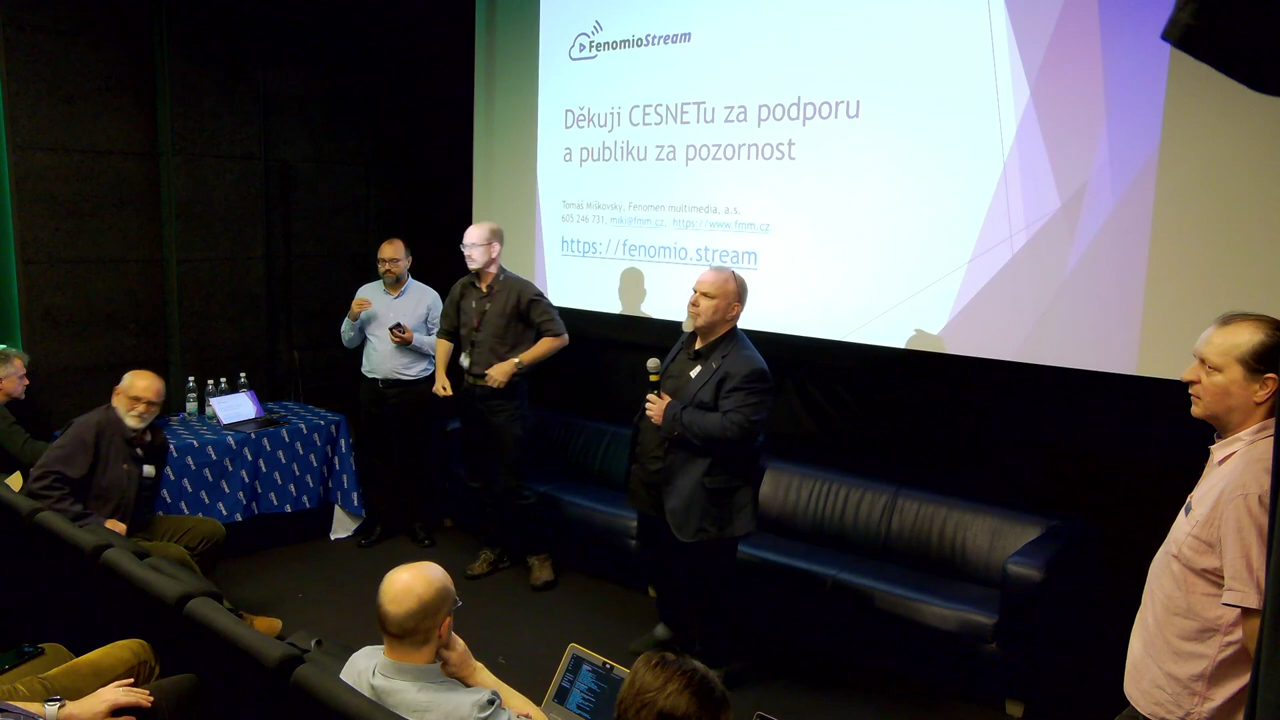 FenomioStream
Děkuji CESNETu za podporu
a publiku za pozornost
Tomáš Miškovský, Fenomen multimedia, a.s.
605 246 731, miki@fmm.cz, https://www.fmm.cz
https://fenomio.stream